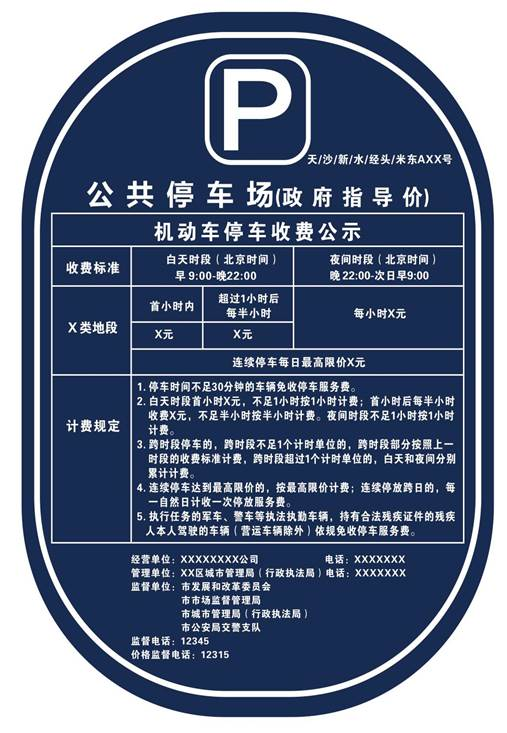 P
天/沙/新/水/经头/米东AXX号
公共停车场(政府指导价)
机动车停车收费公示
收费标准
白天时段（北京时间）
早 9:00-晚22:00
夜间时段（北京时间）
晚 22:00-次日早9:00
X类地段
首小时内
超过1小时后
每半小时
每小时X元
X元
X元
连续停车每日最高限价X元
计费规定
1. 停车时间不足30分钟的车辆免收停车服务费。
2. 白天时段首小时X元，不足1小时按1小时计费；首小时后每半小时
收费X元，不足半小时按半小时计费。夜间时段不足1小时按1小时
计费。
3. 跨时段停车的，跨时段不足1个计时单位的，跨时段部分按照上一
时段的收费标准计费，跨时段超过1个计时单位的，白天和夜间分别
累计计费。
4. 连续停车达到最高限价的，按最高限价计费；连续停放跨日的，每
一自然日计收一次停放服务费。
5. 执行任务的军车、警车等执法执勤车辆，持有合法残疾证件的残疾
人本人驾驶的车辆（营运车辆除外）依规免收停车服务费。
经营单位：XXXXXXXX公司 电话：XXXXXXX
管理单位：XX区城市管理局（行政执法局）电话：XXXXXXX
监督单位：市发展和改革委员会
市市场监督管理局
市城市管理局（行政执法局）
市公安局交警支队
监督电话：12345
价格监督电话：12315